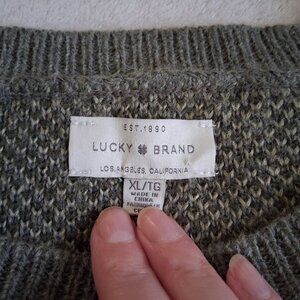 EST. 1990
LUCKY BRAND
LOS ANGELES, CALIFORNIA
XL/TG
MADE IN
CHINA